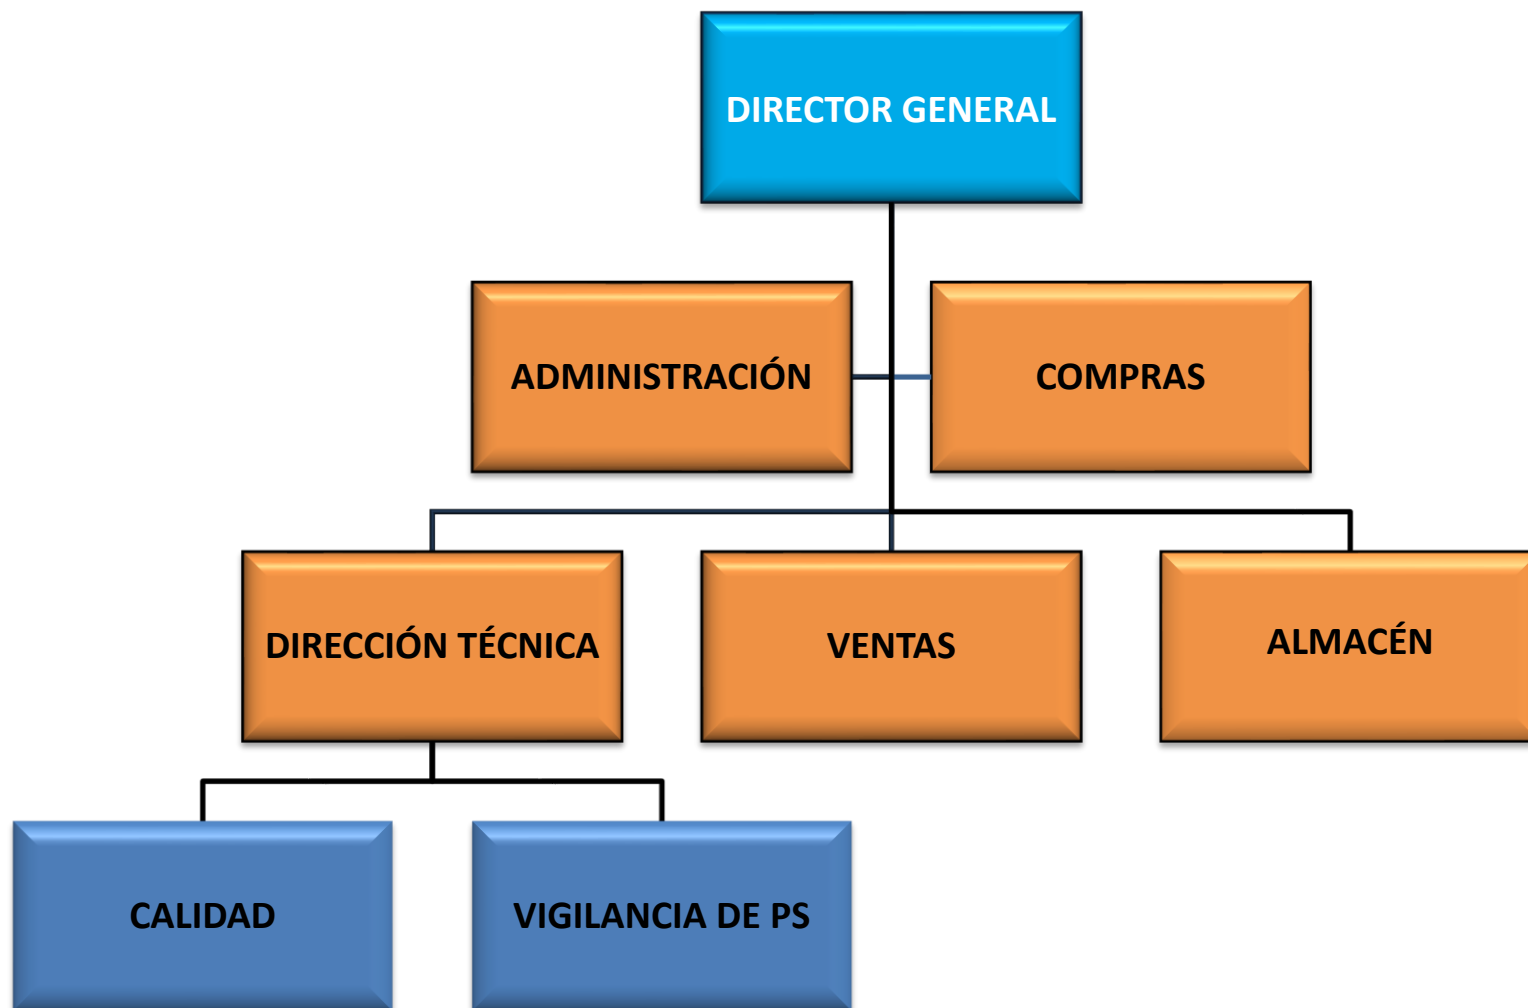 DIRECTOR GENERAL
ADMINISTRACIÓN
COMPRAS
DIRECCIÓN TÉCNICA
VENTAS
ALMACÉN
CALIDAD
VIGILANCIA DE PS